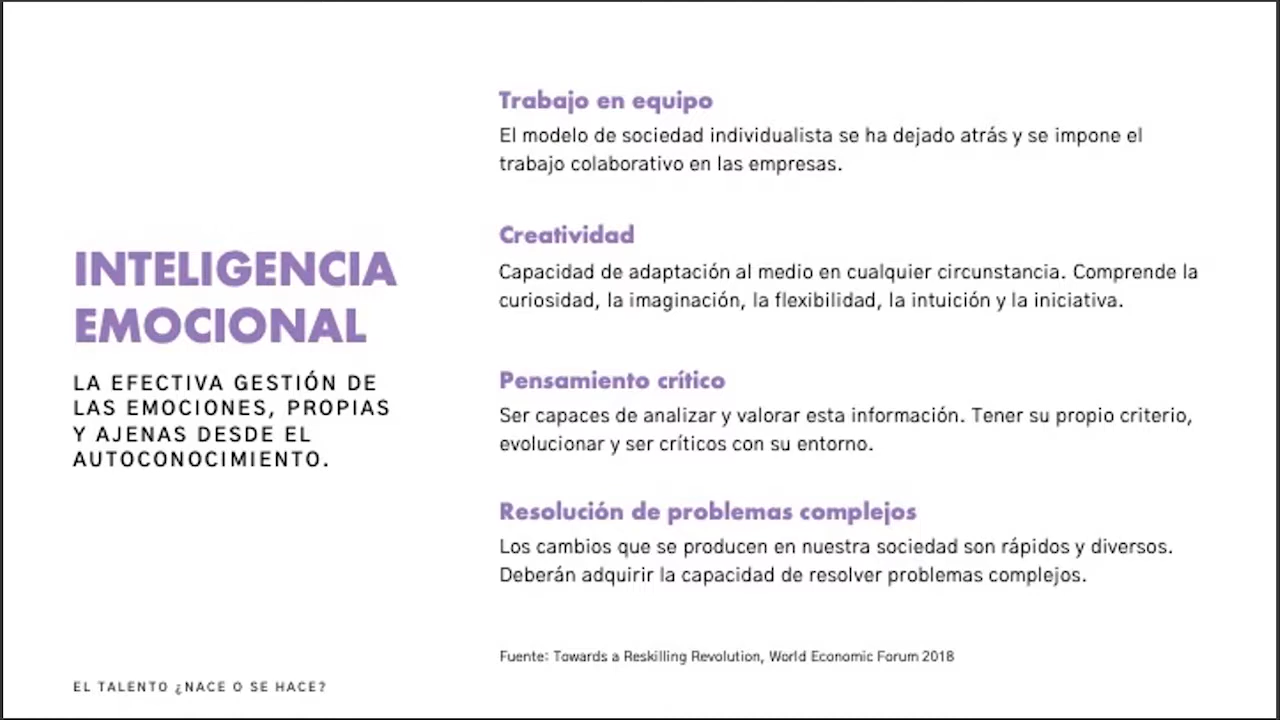 INTELIGENCIA
EMOCIONAL
LA EFECTIVA GESTIÓN DE
LAS EMOCIONES, PROPIAS
Y AJENAS DESDE EL
AUTOCONOCIMIENTO.
Trabajo en equipo
El modelo de sociedad individualista se ha dejado atrás y se impone el
trabajo colaborativo en las empresas.
Creatividad
Capacidad de adaptación al medio en cualquier circunstancia. Comprende la
curiosidad, la imaginación, la flexibilidad, la intuición y la iniciativa.
Pensamiento crítico
Ser capaces de analizar y valorar esta información. Tener su propio criterio,
evolucionar y ser críticos con su entorno.
Resolución de problemas complejos
Los cambios que se producen en nuestra sociedad son rápidos y diversos.
Deberán adquirir la capacidad de resolver problemas complejos.
Fuente: Towards a Reskilling Revolution, World Economic Forum 2018
EL TALENTO ¿NACE O SE HACE?